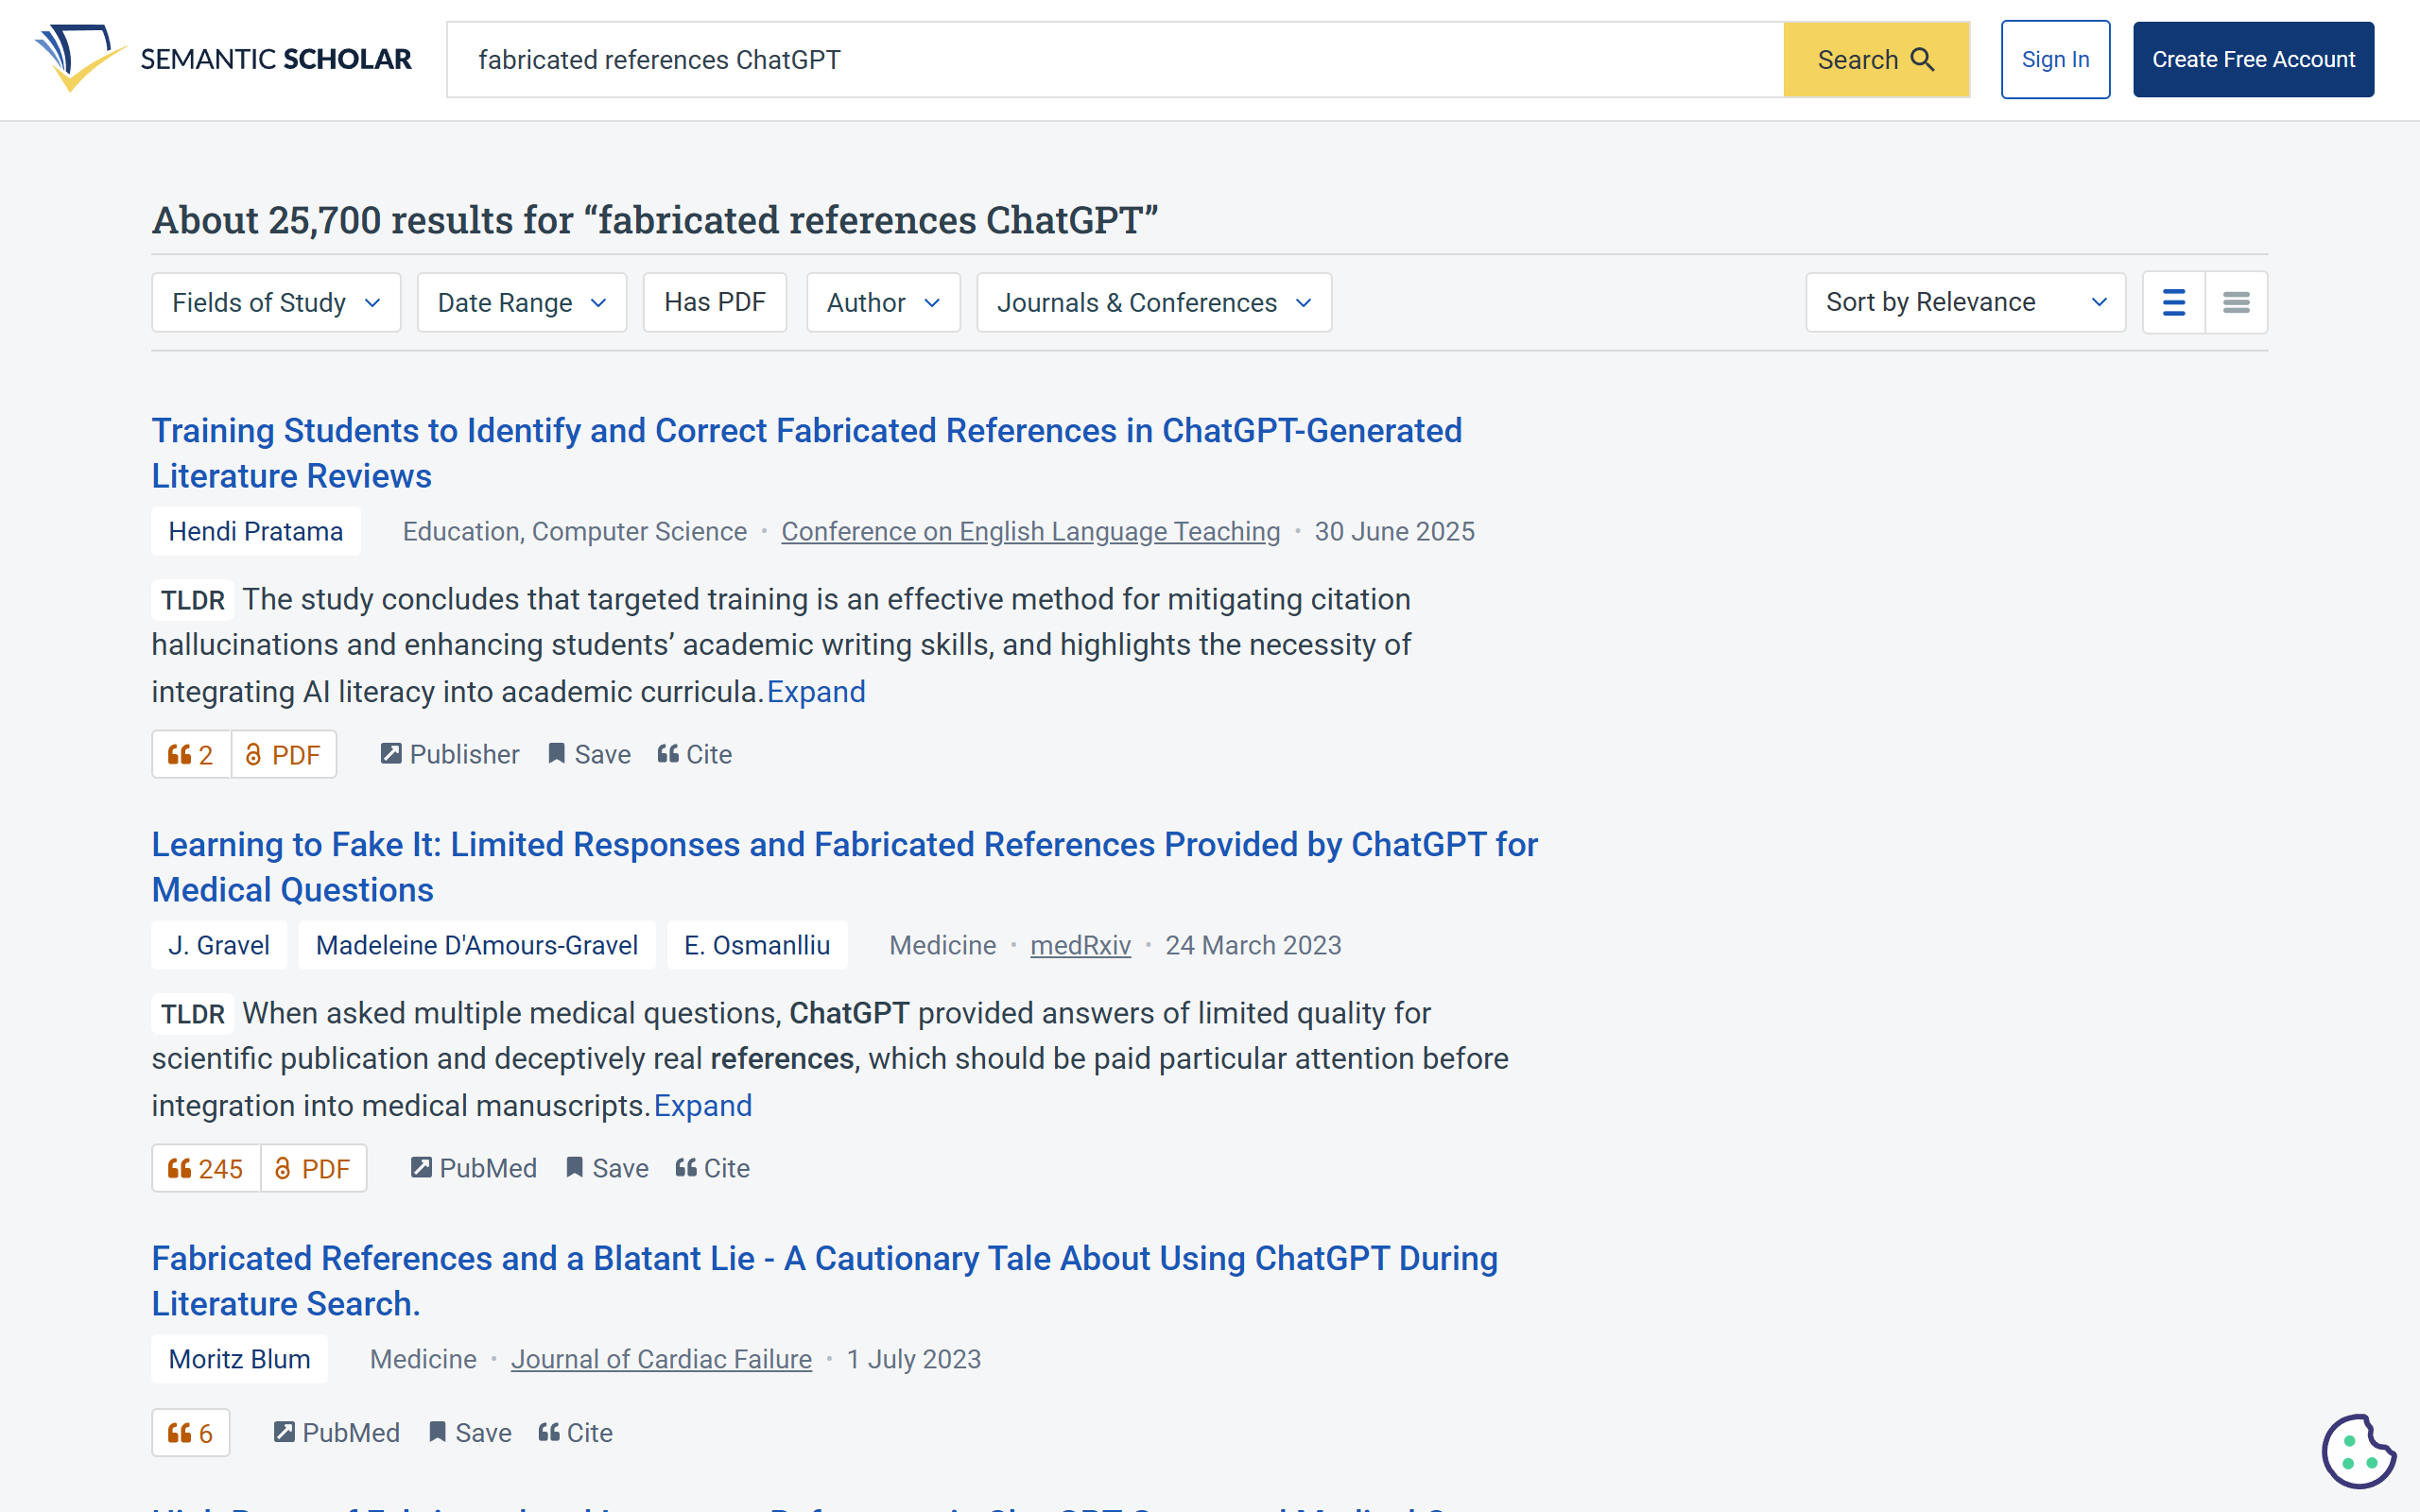 SEMANTIC SCHOLAR
fabricated references ChatGPT
Search
Sign In
Create Free Account
About 25,700 results for “fabricated references ChatGPT”
Fields of Study
Date Range
Has PDF
Author
Journals & Conferences
Sort by Relevance
Training Students to Identify and Correct Fabricated References in ChatGPT-Generated
Literature Reviews
Hendi Pratama Education, Computer Science · Conference on English Language Teaching · 30 June 2025
TLDR The study concludes that targeted training is an effective method for mitigating citation
hallucinations and enhancing students’ academic writing skills, and highlights the necessity of
integrating AI literacy into academic curricula. Expand
2 PDF Publisher Save Cite
Learning to Fake It: Limited Responses and Fabricated References Provided by ChatGPT for
Medical Questions
J. Gravel Madeleine D'Amours-Gravel E. Osmanlliu Medicine · medRxiv · 24 March 2023
TLDR When asked multiple medical questions, ChatGPT provided answers of limited quality for
scientific publication and deceptively real references, which should be paid particular attention before
integration into medical manuscripts. Expand
245 PDF PubMed Save Cite
Fabricated References and a Blatant Lie - A Cautionary Tale About Using ChatGPT During
Literature Search.
Moritz Blum Medicine · Journal of Cardiac Failure · 1 July 2023
6 PubMed Save Cite